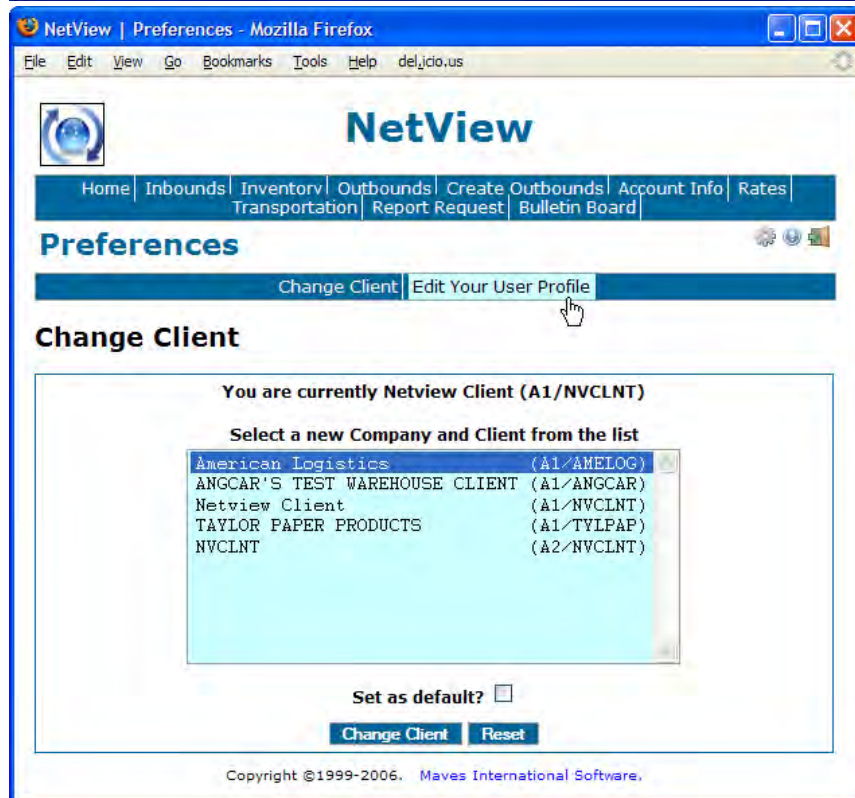 NetView | Preferences - Mozilla Firefox
File Edit View Go Bookmarks Tools Help del.icio.us
NetView
Home| Inbounds| Inventory| Outbounds| Create Outbounds| Account Info| Rates|
Transportation| Report Request| Bulletin Board|
Preferences
Change Client| Edit Your User Profile
Change Client
You are currently Netview Client (A1/NVCLNT)
Select a new Company and Client from the list
American Logistics (A1/AMELOG)
ANGCAR'S TEST WAREHOUSE CLIENT (A1/ANGCAR)
Netview Client (A1/NVCLNT)
TAYLOR PAPER PRODUCTS (A1/TYLPAP)
NVCLNT (A2/NVCLNT)
Set as default?
Change Client Reset
Copyright ©1999-2006. Maves International Software.